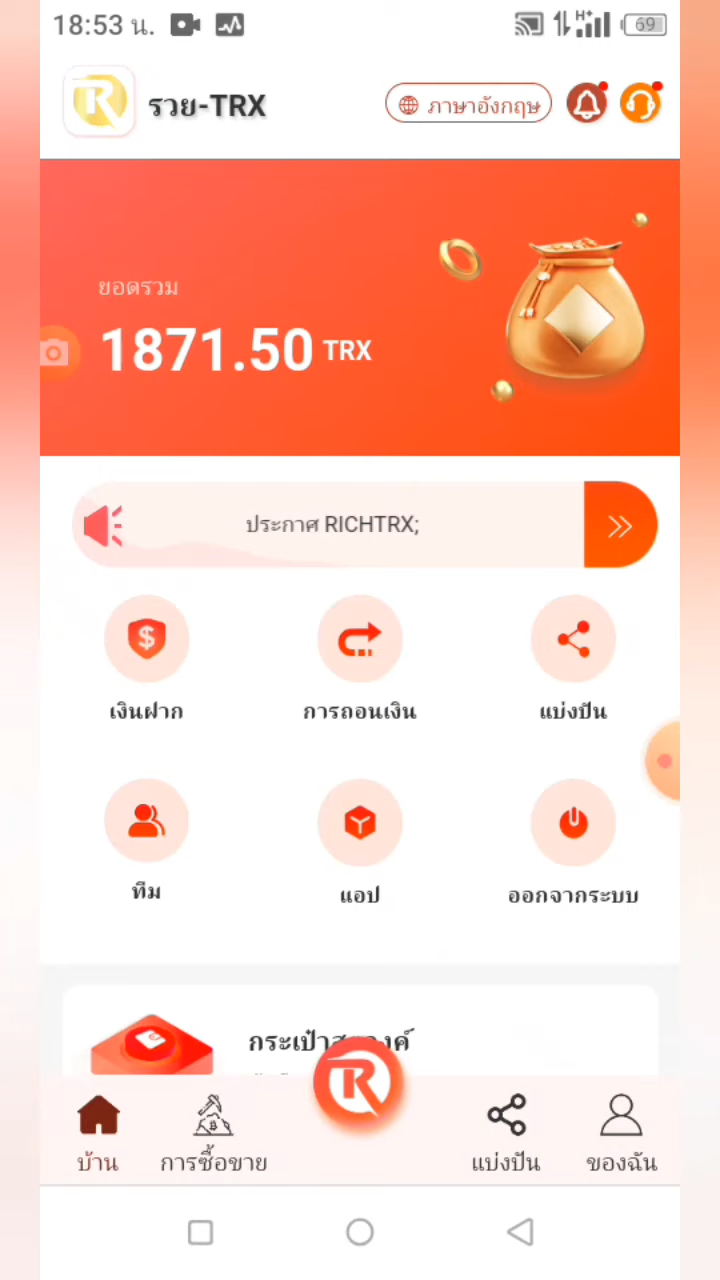 18:53 น.
69
รวย-TRX
ภาษาอังกฤษ
ยอดรวม
1871.50 TRX
ประกาศ RICHTRX;
เงินฝาก
การถอนเงิน
แบ่งปัน
ทีม
แอป
ออกจากระบบ
บ้าน
การซื้อขาย
แบ่งปัน
ของฉัน